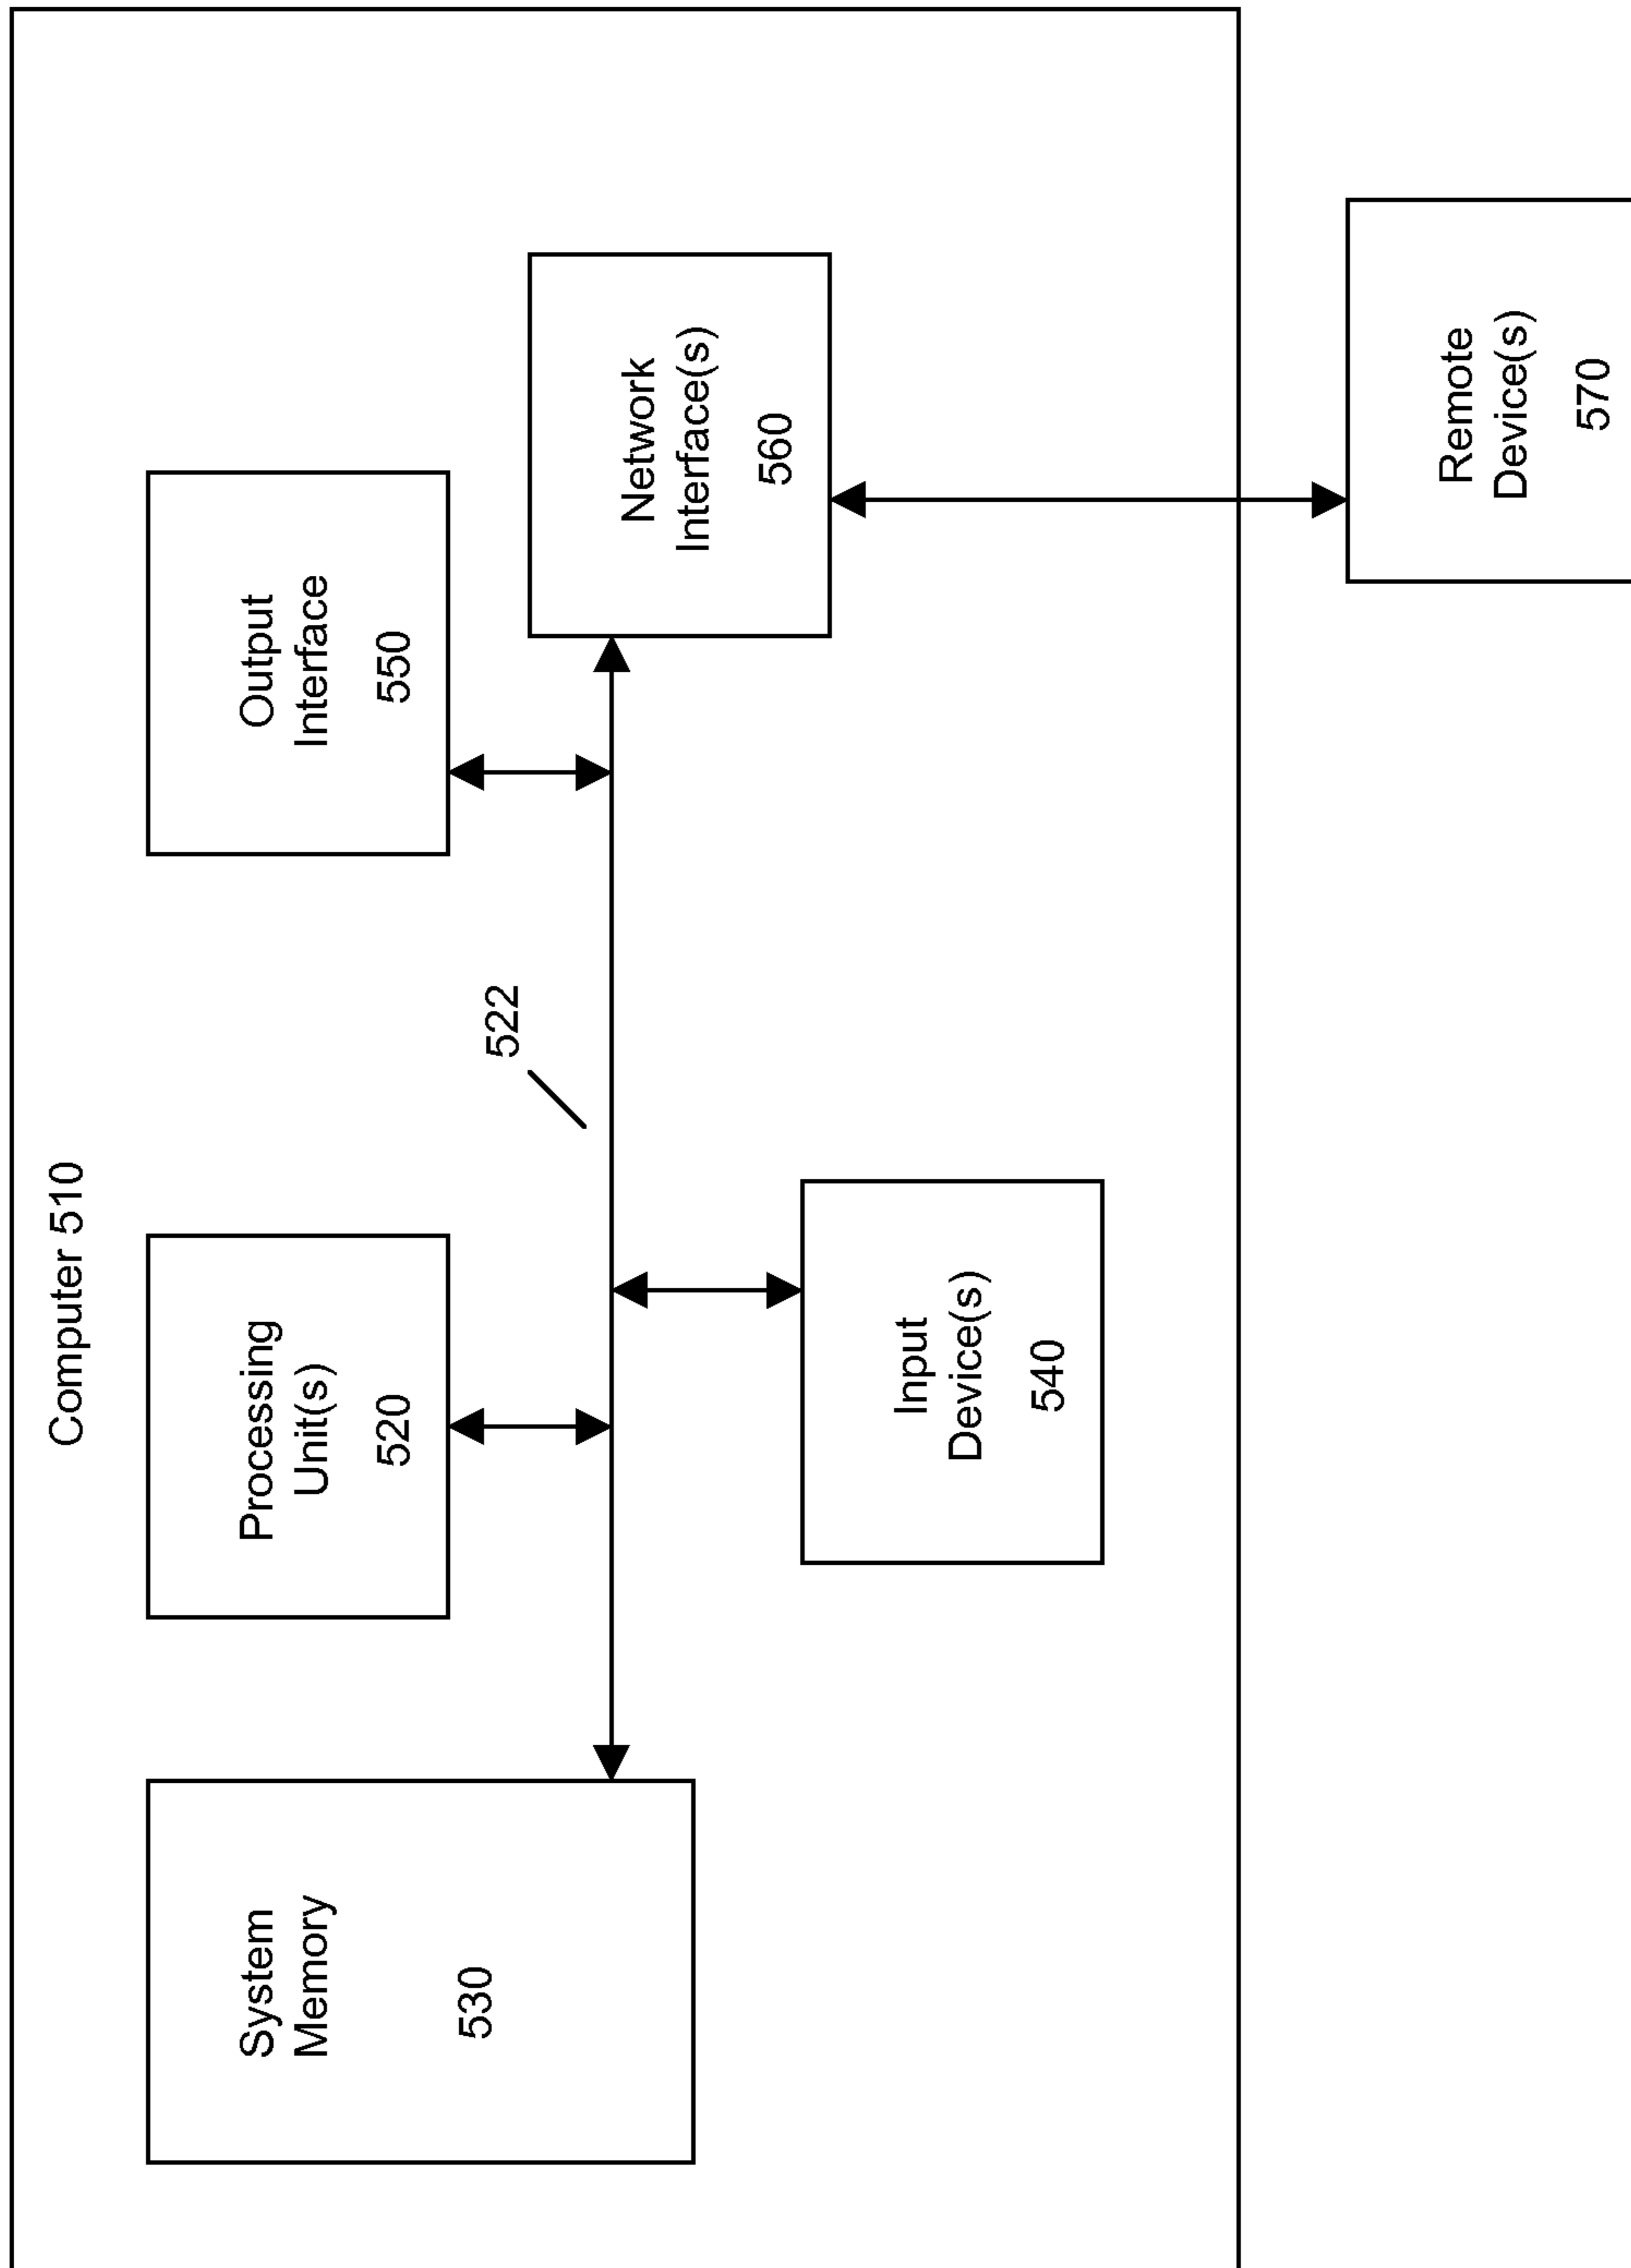 Computer 510
System
Memory
530
Processing
Unit(s)
520
Output
Interface
550
522
Network
Interface(s)
560
Input
Device(s)
540
Remote
Device(s)
570